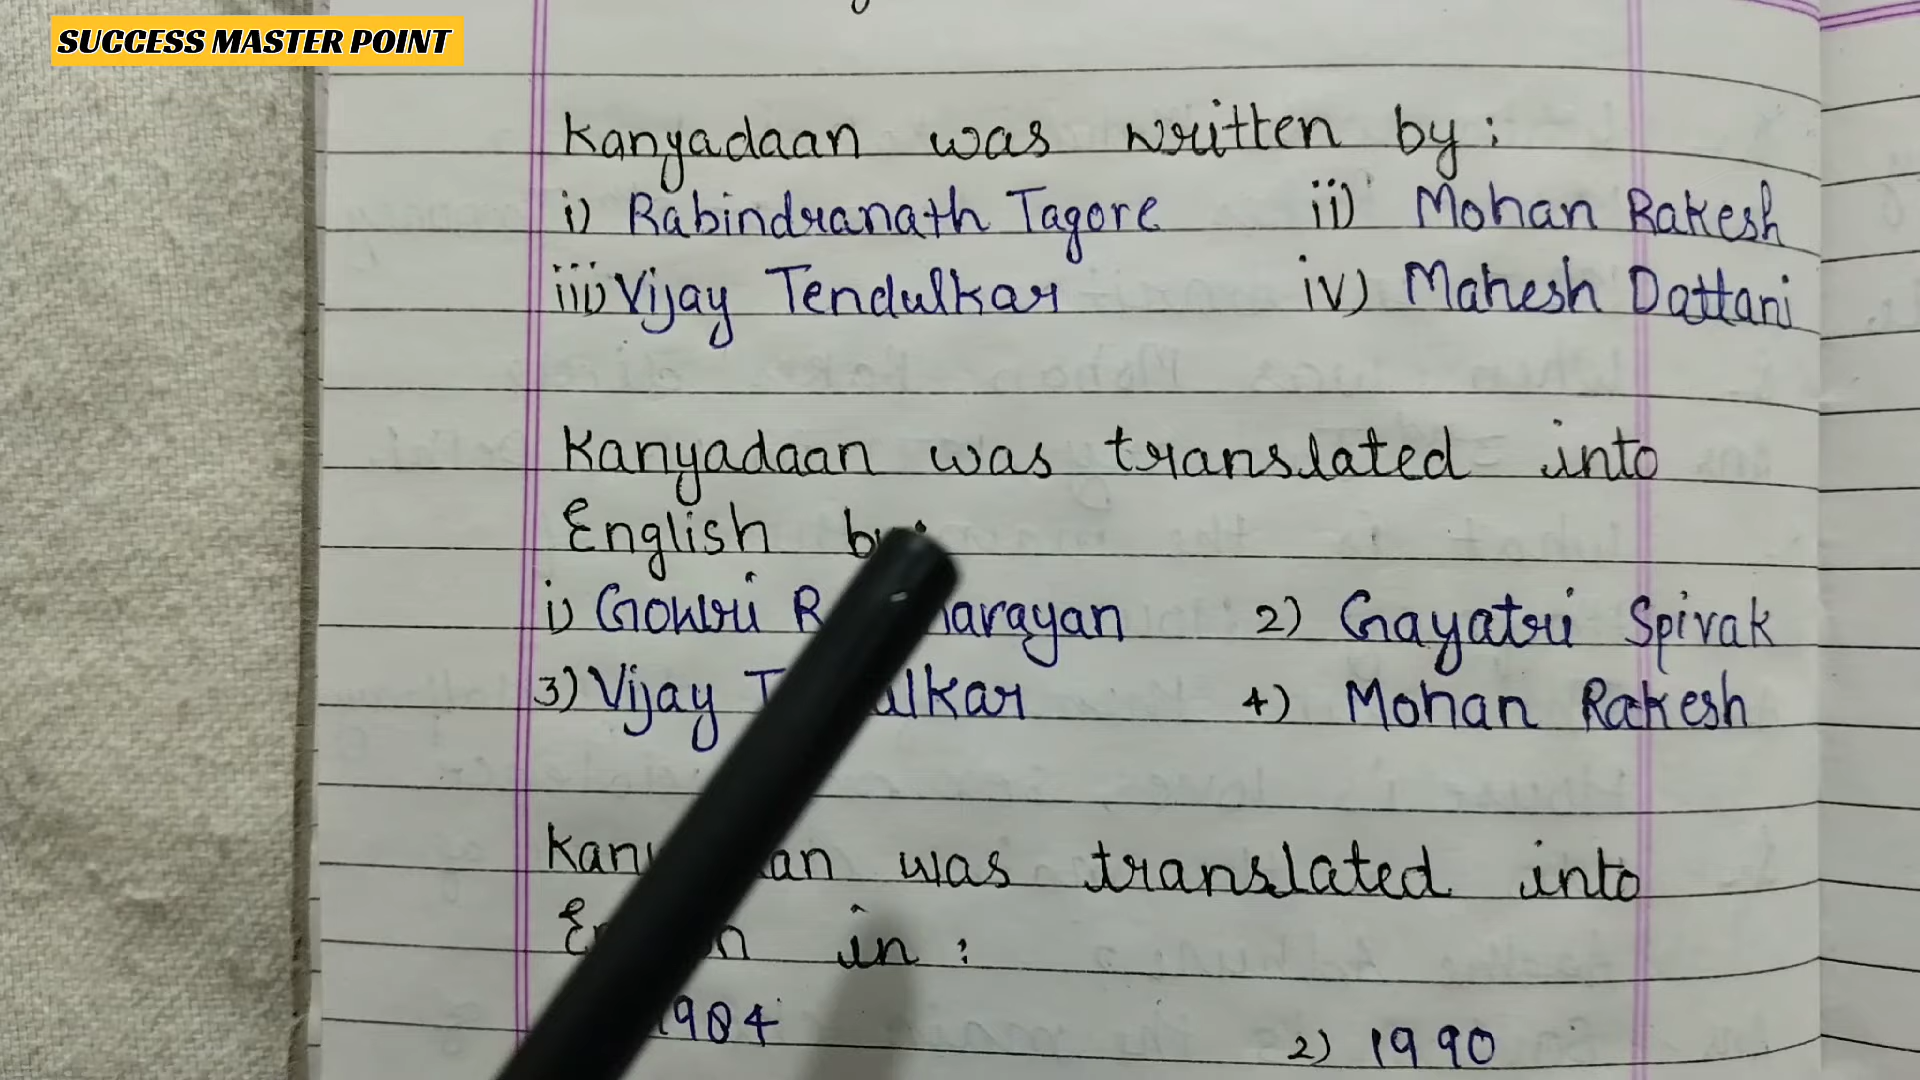 SUCCESS MASTER POINT
Kanyadaan was written by:
i) Rabindranath Tagore ii) Mohan Rakesh
iii) Vijay Tendulkar iv) Mahesh Dattani
Kanyadaan was translated into
English
i) Gowri 2) Gayatri Spivak
3) Vijay 4) Mohan Rakesh
was translated into
in:
2) 1990